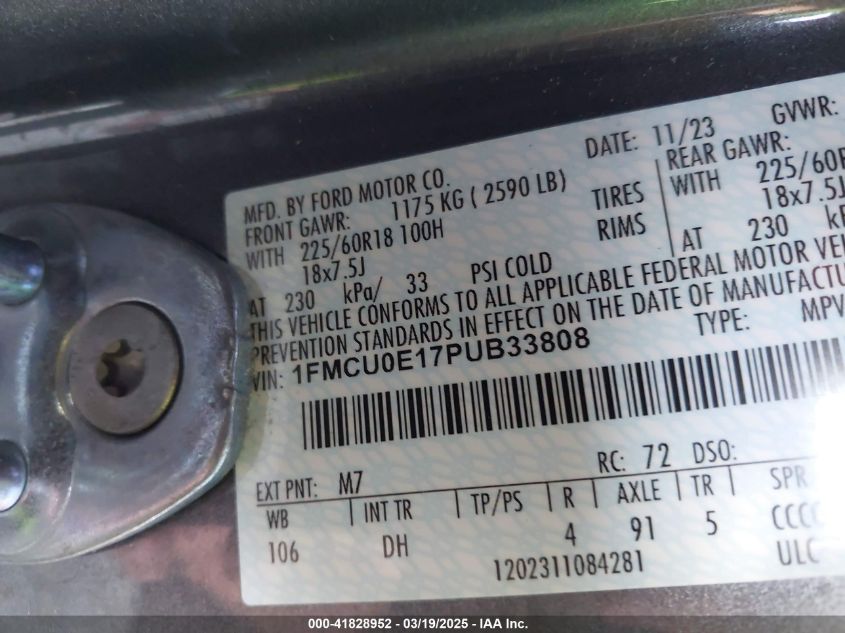 MFD. BY FORD MOTOR CO.
DATE: 11/23
GVWR:
FRONT GAWR: 1175 KG ( 2590 LB)
REAR GAWR:
WITH 225/60R18 100H TIRES
WITH 225/60R
18x7.5J RIMS
18x7.5J
AT 230 kPa/ 33 PSI COLD
AT 230 kP
THIS VEHICLE CONFORMS TO ALL APPLICABLE FEDERAL MOTOR VEH
PREVENTION STANDARDS IN EFFECT ON THE DATE OF MANUFACTU
VIN: 1FMCU0E17PUB33808
TYPE: MPV
EXT PNT: M7 RC: 72 DSO:
WB | INT TR | TP/PS | R | AXLE | TR | SPR
106 DH 4 91 5 CCCC
1202311084281 ULC
000-41828952 — 03/19/2025 — IAA Inc.